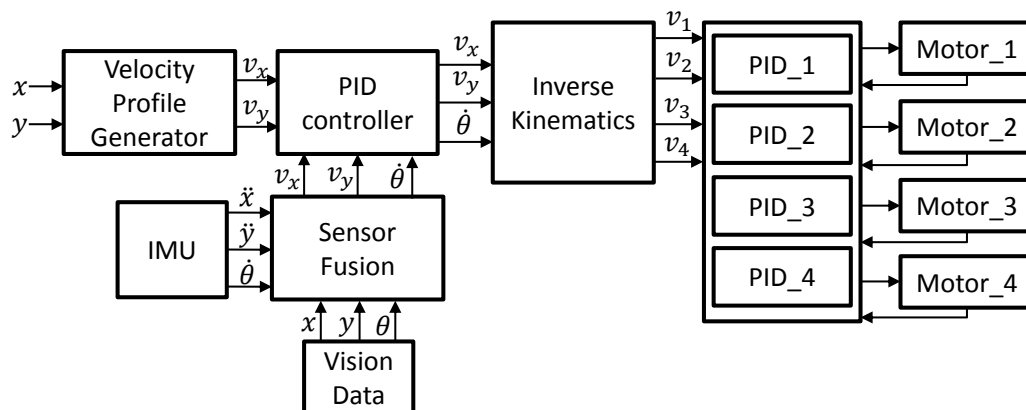 x
y
Velocity
Profile
Generator
v_x
v_y
PID
controller
v_x
v_y
θ̇
Inverse
Kinematics
v_1
v_2
v_3
v_4
PID_1
PID_2
PID_3
PID_4
Motor_1
Motor_2
Motor_3
Motor_4
v_x
v_y
θ̇
IMU
ẍ
ÿ
θ̇
Sensor
Fusion
x
y
θ
Vision
Data